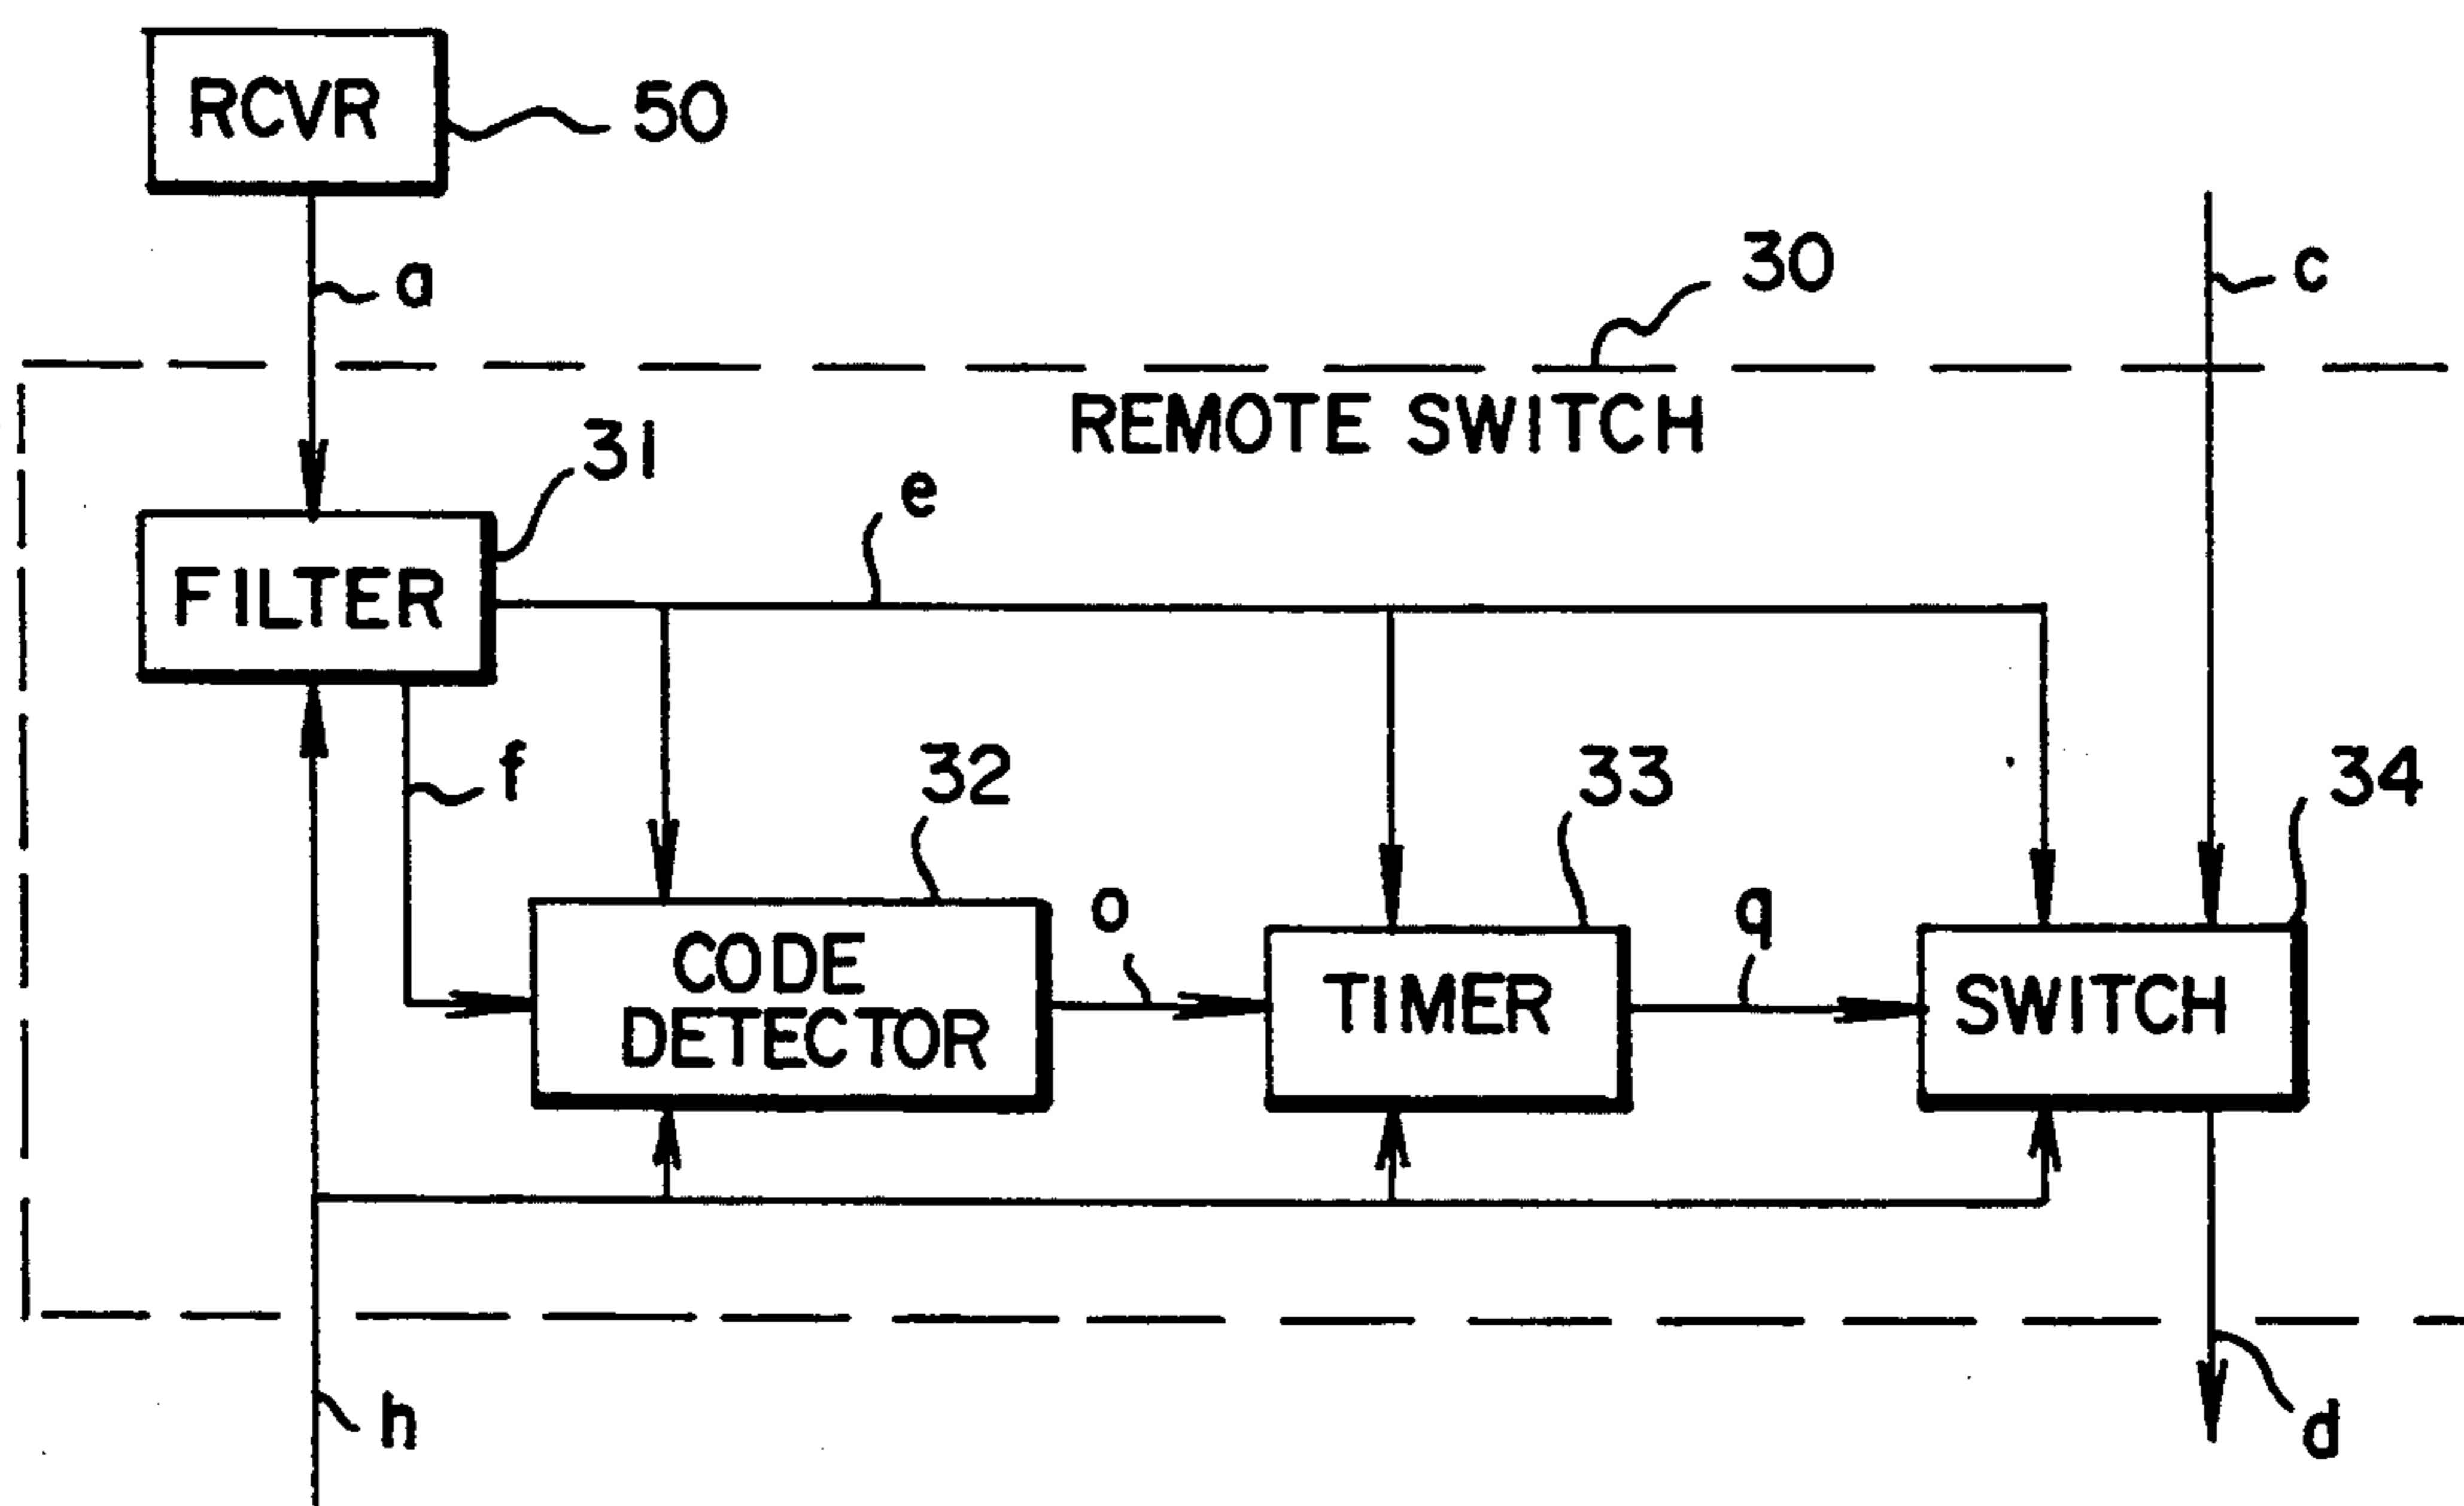 RCVR
50
a
c
30
REMOTE SWITCH
31
e
FILTER
f
32
33
34
o
q
CODE
DETECTOR
TIMER
SWITCH
h
d